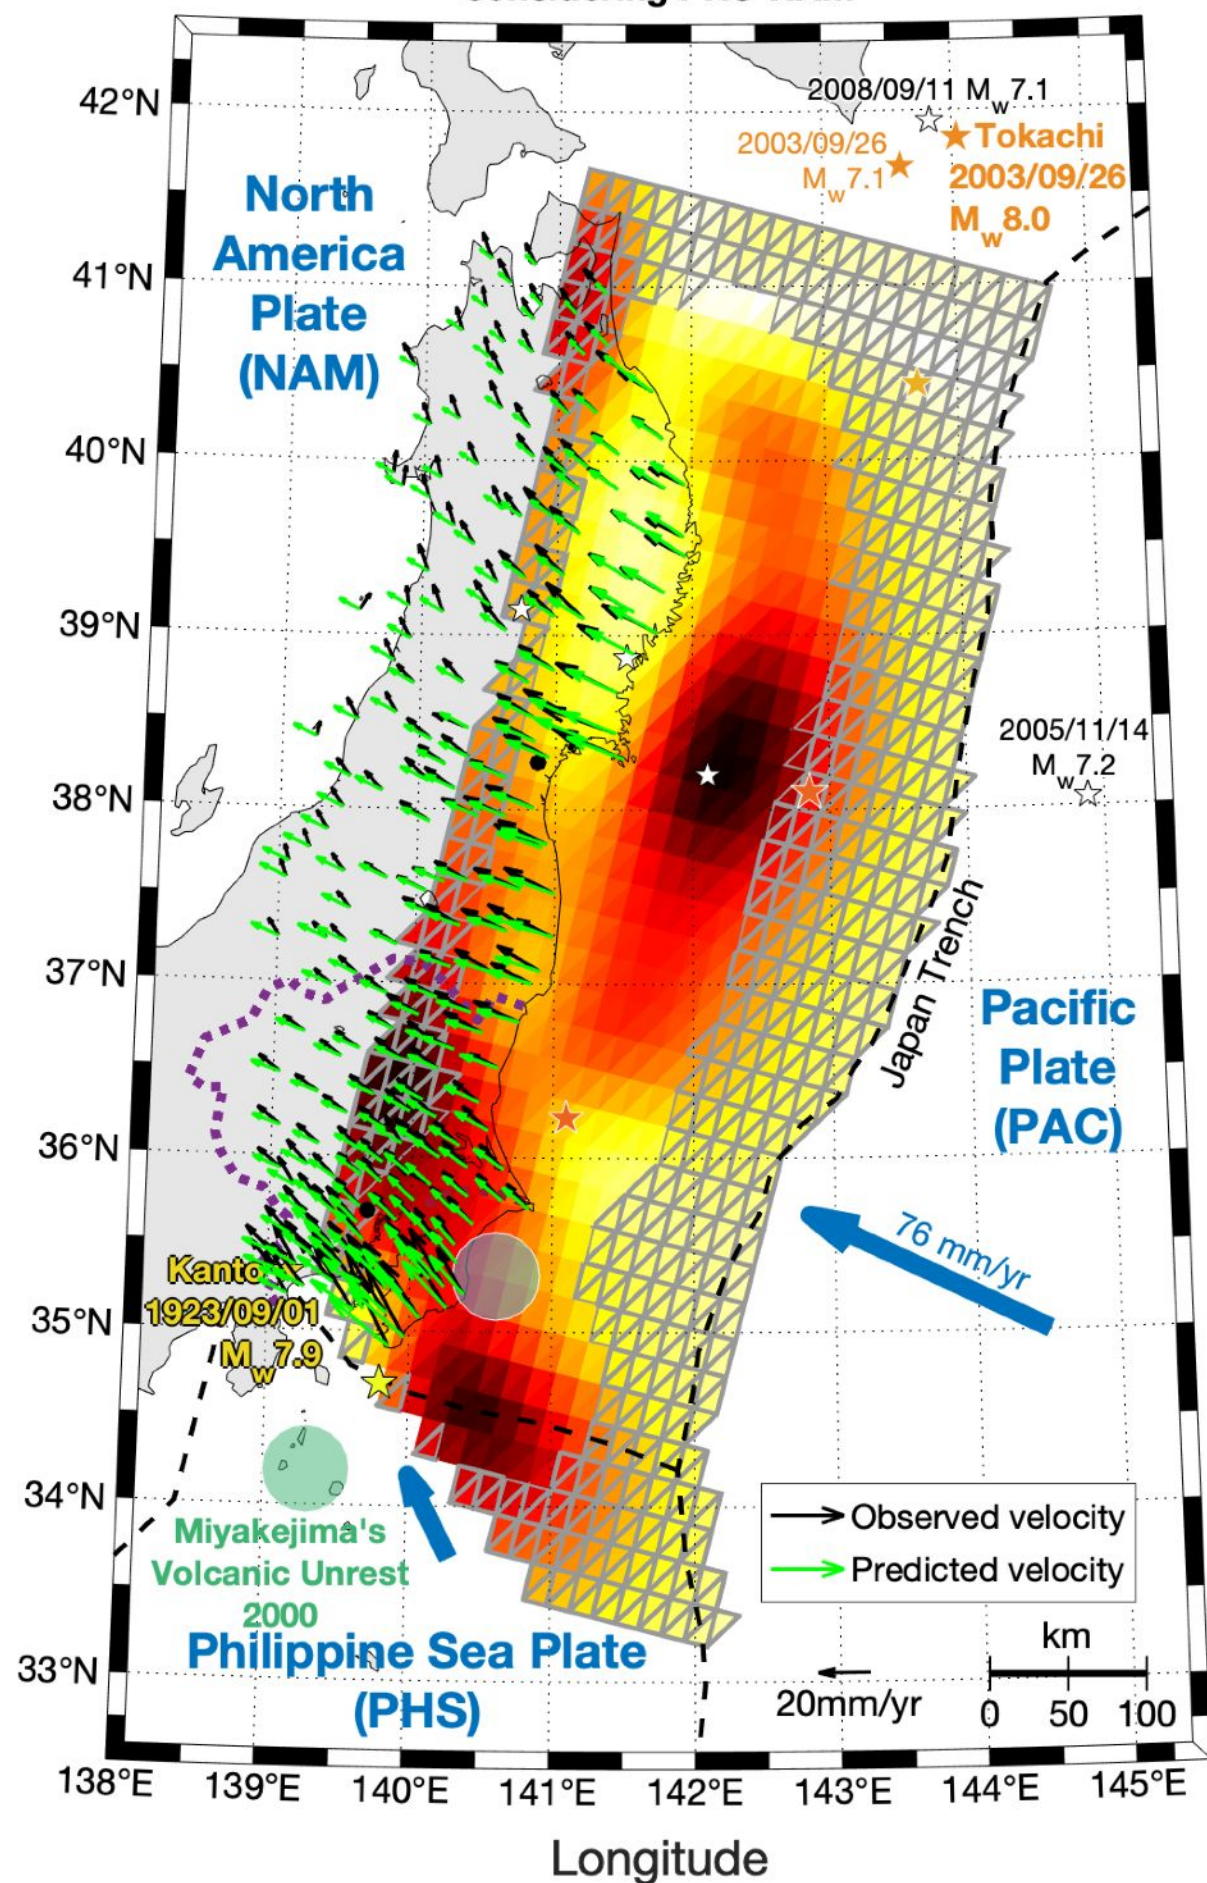 42°N
41°N
40°N
39°N
38°N
37°N
36°N
35°N
34°N
33°N
2008/09/11 Mw7.1
2003/09/26
Mw7.1
Tokachi
2003/09/26
Mw8.0
North
America
Plate
(NAM)
2005/11/14
Mw7.2
Japan Trench
Pacific
Plate
(PAC)
76 mm/yr
Kanto
1923/09/01
Mw7.9
Miyakejima's
Volcanic Unrest
2000
Philippine Sea Plate
(PHS)
Observed velocity
Predicted velocity
km
20mm/yr
0 50 100
138°E 139°E 140°E 141°E 142°E 143°E 144°E 145°E
Longitude